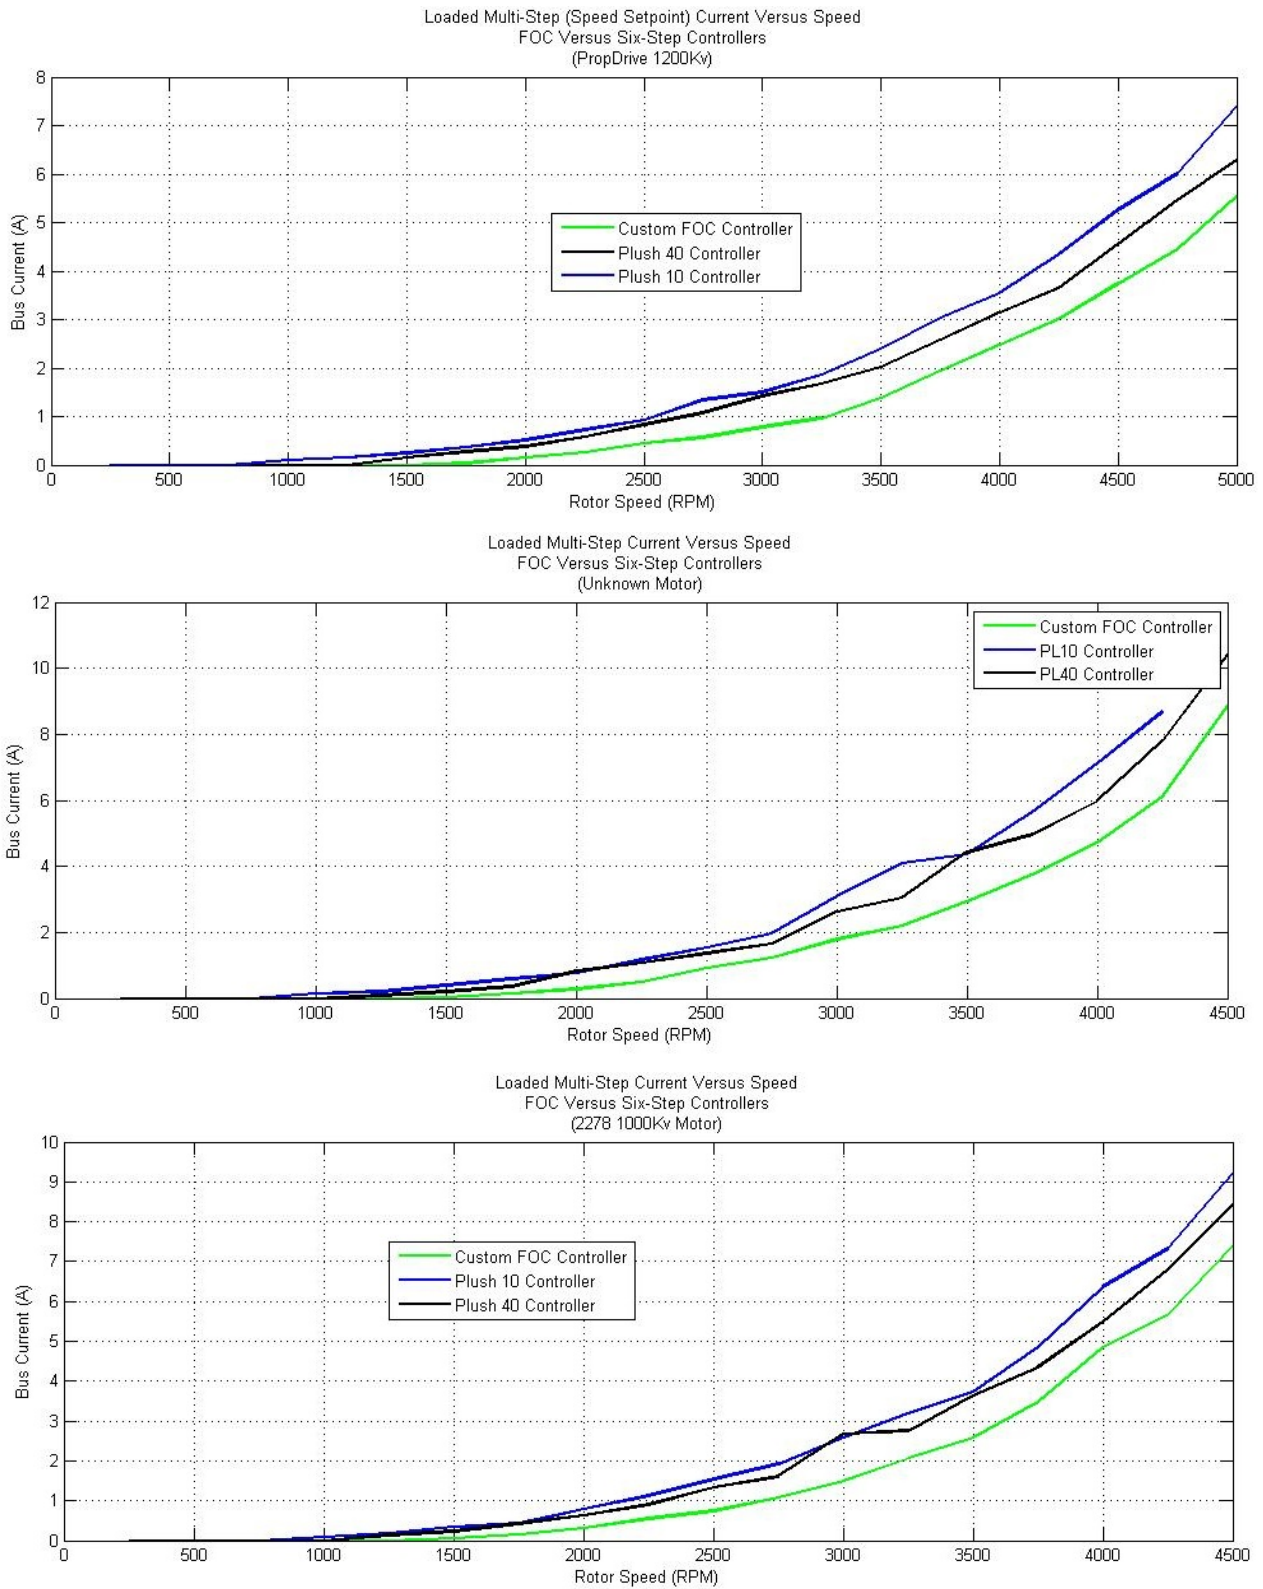 Loaded Multi-Step (Speed Setpoint) Current Versus Speed
FOC Versus Six-Step Controllers
(PropDrive 1200Kv)
8
7
6
5
4
3
2
1
0
Bus Current (A)
Custom FOC Controller
Plush 40 Controller
Plush 10 Controller
0 500 1000 1500 2000 2500 3000 3500 4000 4500 5000
Rotor Speed (RPM)
Loaded Multi-Step Current Versus Speed
FOC Versus Six-Step Controllers
(Unknown Motor)
12
10
8
6
4
2
0
Bus Current (A)
Custom FOC Controller
PL10 Controller
PL40 Controller
0 500 1000 1500 2000 2500 3000 3500 4000 4500
Rotor Speed (RPM)
Loaded Multi-Step Current Versus Speed
FOC Versus Six-Step Controllers
(2278 1000Kv Motor)
10
9
8
7
6
5
4
3
2
1
0
Bus Current (A)
Custom FOC Controller
Plush 10 Controller
Plush 40 Controller
0 500 1000 1500 2000 2500 3000 3500 4000 4500
Rotor Speed (RPM)